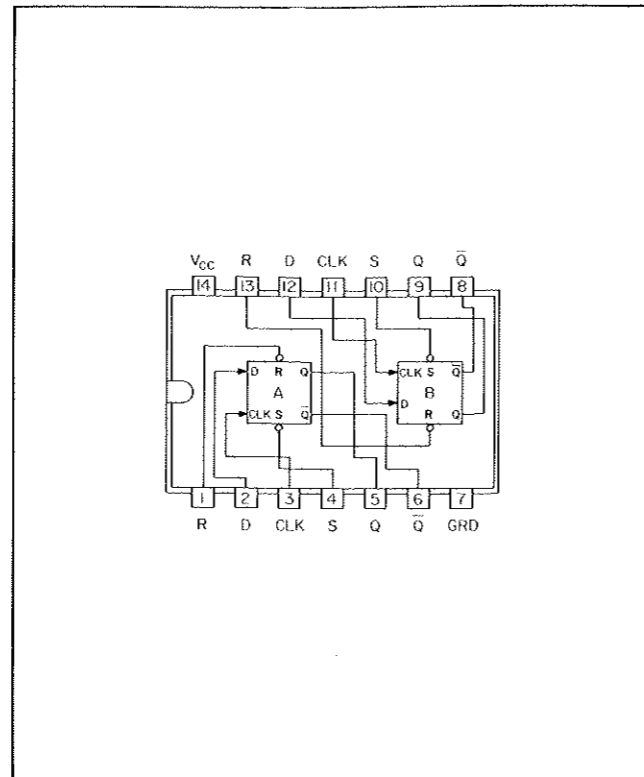 V_CC R D CLK S Q Q̅
14 13 12 11 10 9 8
D R Q CLK S Q̅
A B
CLK S Q̅ D R Q
1 2 3 4 5 6 7
R D CLK S Q Q̅ GRD